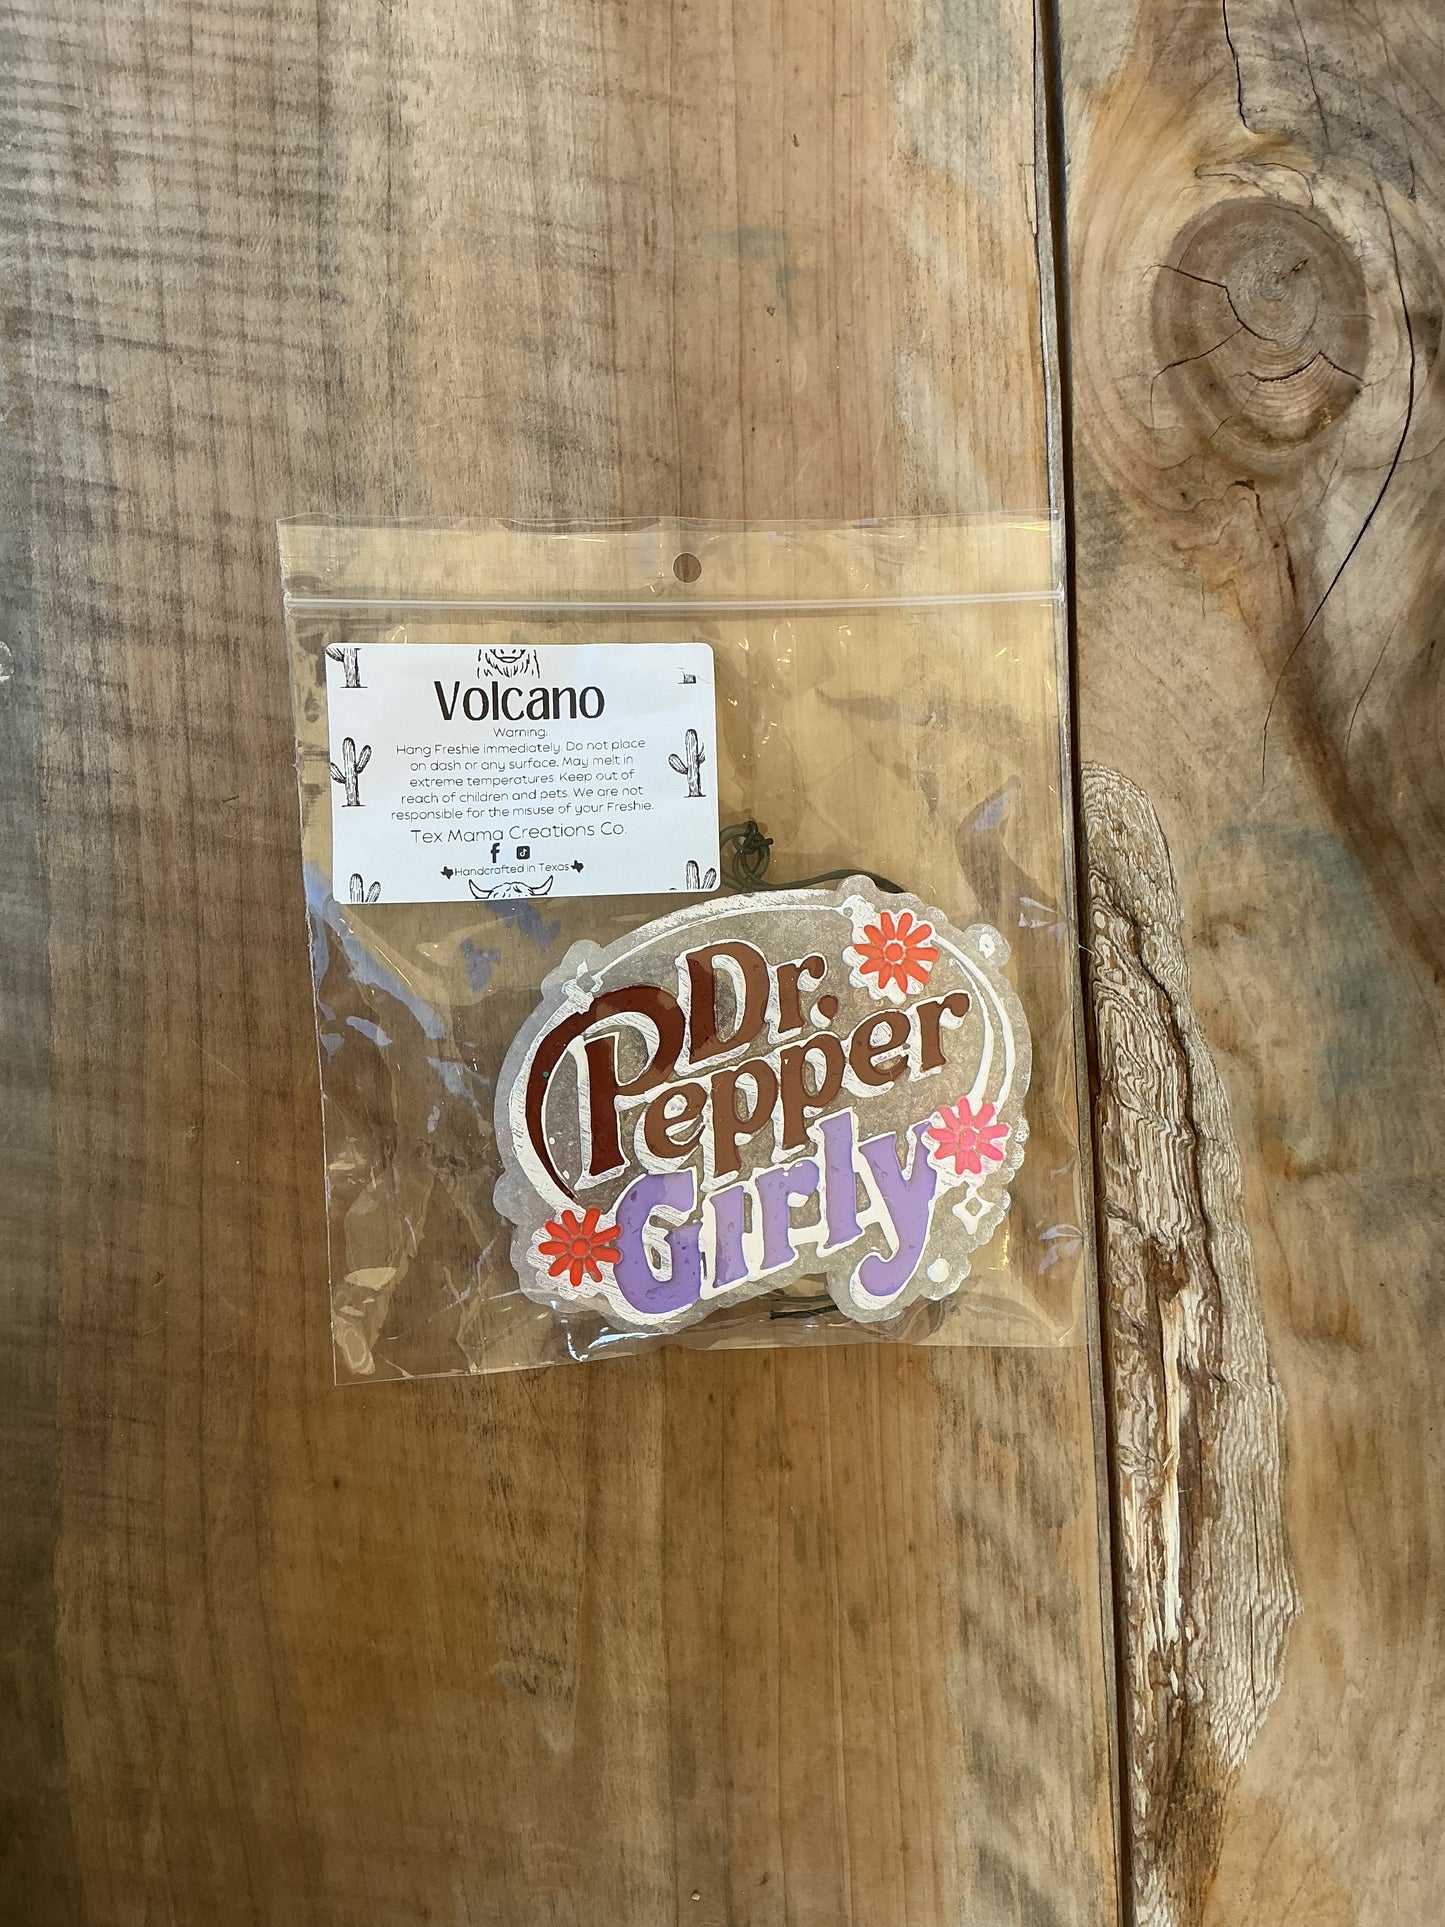 Volcano
Warning:
Hang Freshie immediately. Do not place
on dash or any surface. May melt in
extreme temperatures. Keep out of
reach of children and pets. We are not
responsible for the misuse of your Freshie.
Tex Mama Creations Co.
Handcrafted in Texas
Dr.
Pepper
Girly